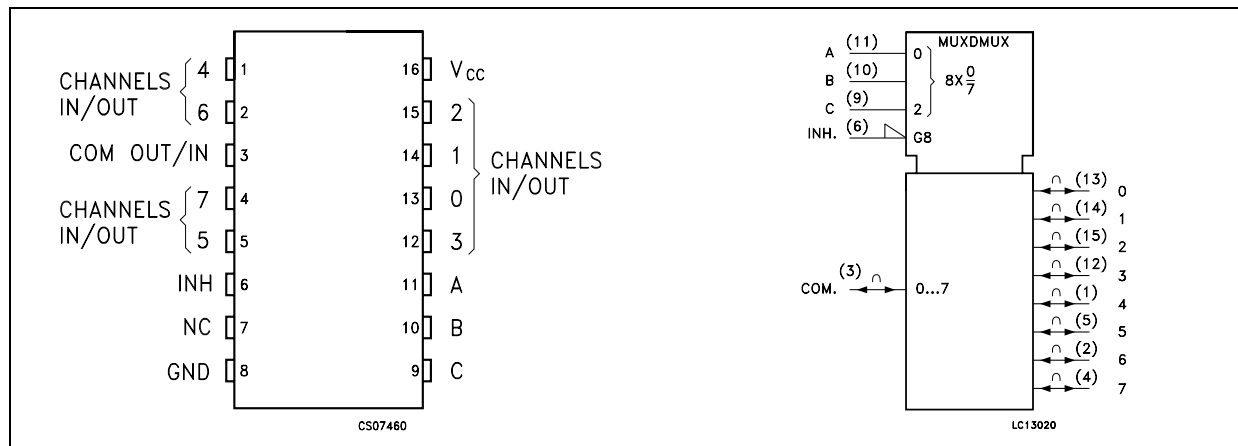 CHANNELS
IN/OUT
4
6
COM OUT/IN
CHANNELS
IN/OUT
7
5
INH
NC
GND
1
2
3
4
5
6
7
8
16
15
14
13
12
11
10
9
VCC
2
1
0
3
CHANNELS
IN/OUT
A
B
C
CS07460
MUXDMUX
A (11) 0
B (10) 8X 0/7
C (9) 2
INH. (6) G8
∩ (13) 0
∩ (14) 1
∩ (15) 2
∩ (12) 3
COM. (3) ∩ 0...7
∩ (1) 4
∩ (5) 5
∩ (2) 6
∩ (4) 7
LC13020